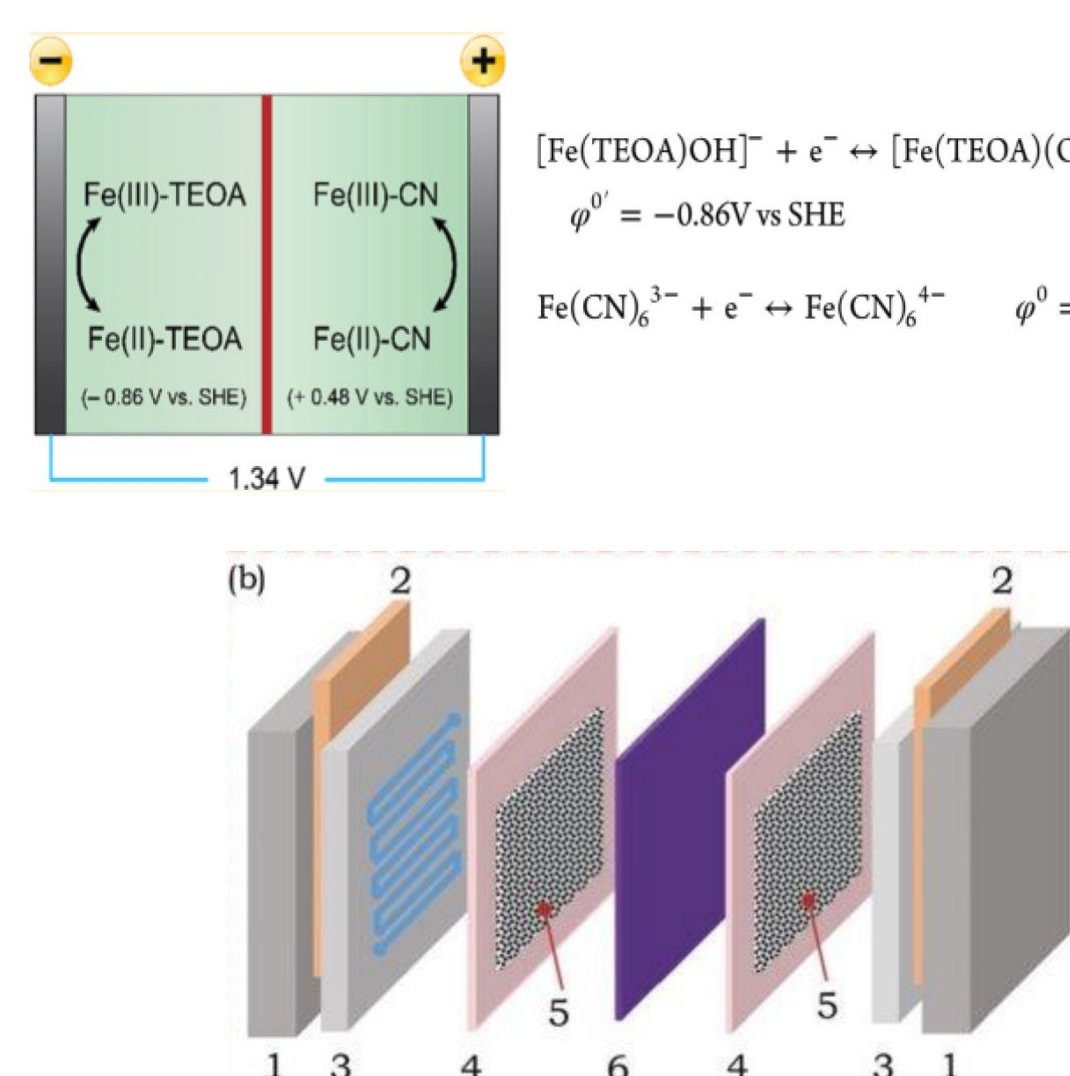 −
+
Fe(III)-TEOA
Fe(III)-CN
Fe(II)-TEOA
Fe(II)-CN
(– 0.86 V vs. SHE)
(+ 0.48 V vs. SHE)
1.34 V
[Fe(TEOA)OH]⁻ + e⁻ ↔ [Fe(TEOA)(
φ⁰′ = −0.86V vs SHE
Fe(CN)₆³⁻ + e⁻ ↔ Fe(CN)₆⁴⁻ φ⁰ =
(b)
2
2
5
5
1 3 4 6 4 3 1